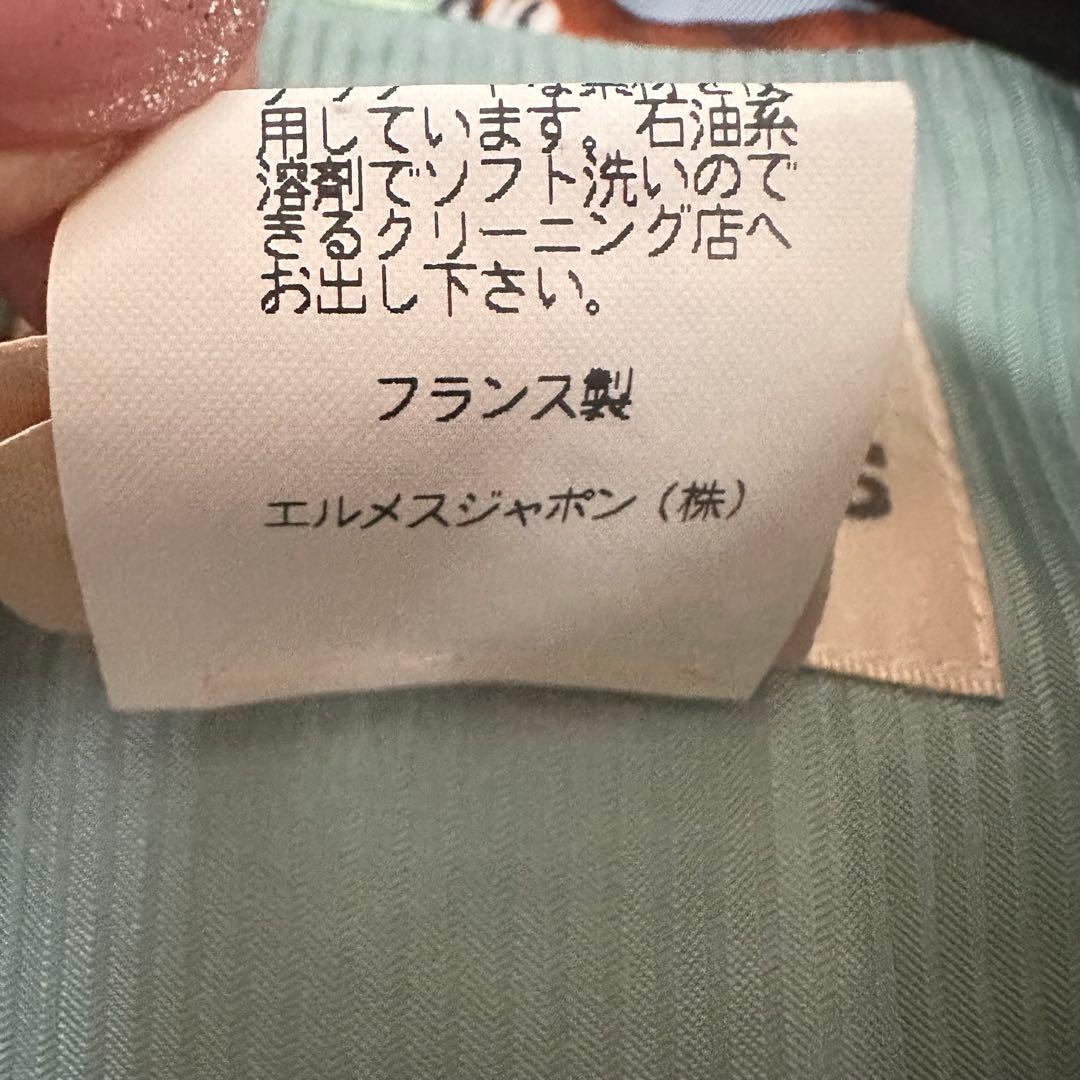 用しています。石油系
溶剤でソフト洗いので
きるクリーニング店へ
お出し下さい。
フランス製
エルメスジャポン（株）